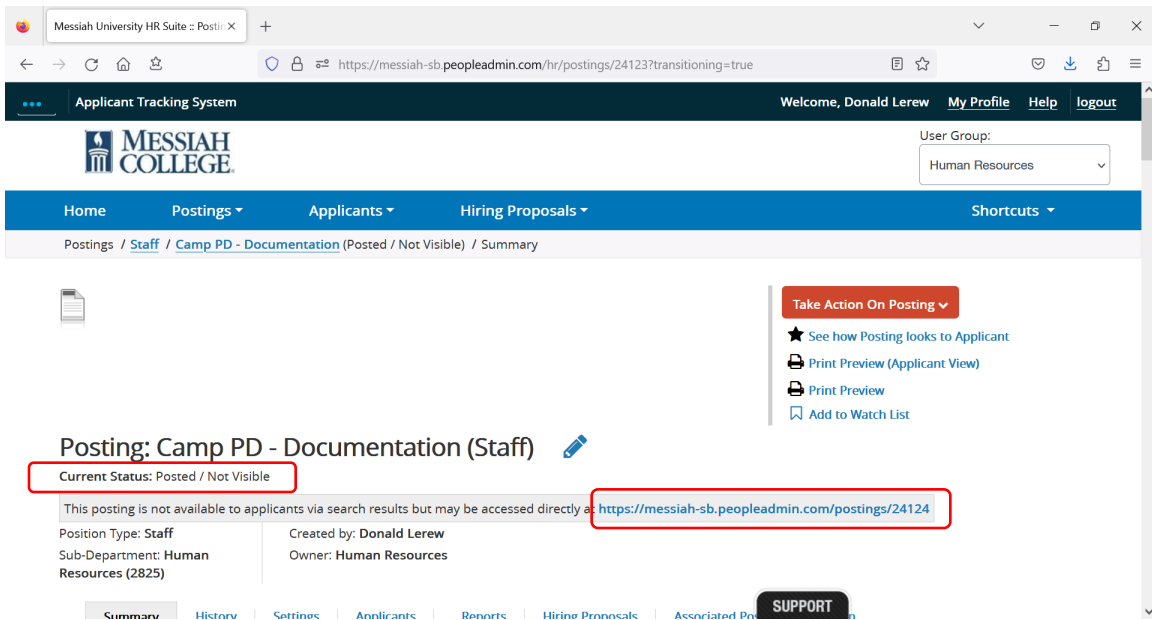 Messiah University HR Suite :: Postin
https://messiah-sb.peopleadmin.com/hr/postings/24123?transitioning=true
Applicant Tracking System
Welcome, Donald Lerew My Profile Help logout
MESSIAH
COLLEGE
User Group:
Human Resources
Home Postings Applicants Hiring Proposals Shortcuts
Postings / Staff / Camp PD - Documentation (Posted / Not Visible) / Summary
Take Action On Posting
See how Posting looks to Applicant
Print Preview (Applicant View)
Print Preview
Add to Watch List
Posting: Camp PD - Documentation (Staff)
Current Status: Posted / Not Visible
This posting is not available to applicants via search results but may be accessed directly a https://messiah-sb.peopleadmin.com/postings/24124
Position Type: Staff
Created by: Donald Lerew
Sub-Department: Human
Resources (2825)
Owner: Human Resources
Summary History Settings Applicants Reports Hiring Proposals Associated Po
SUPPORT